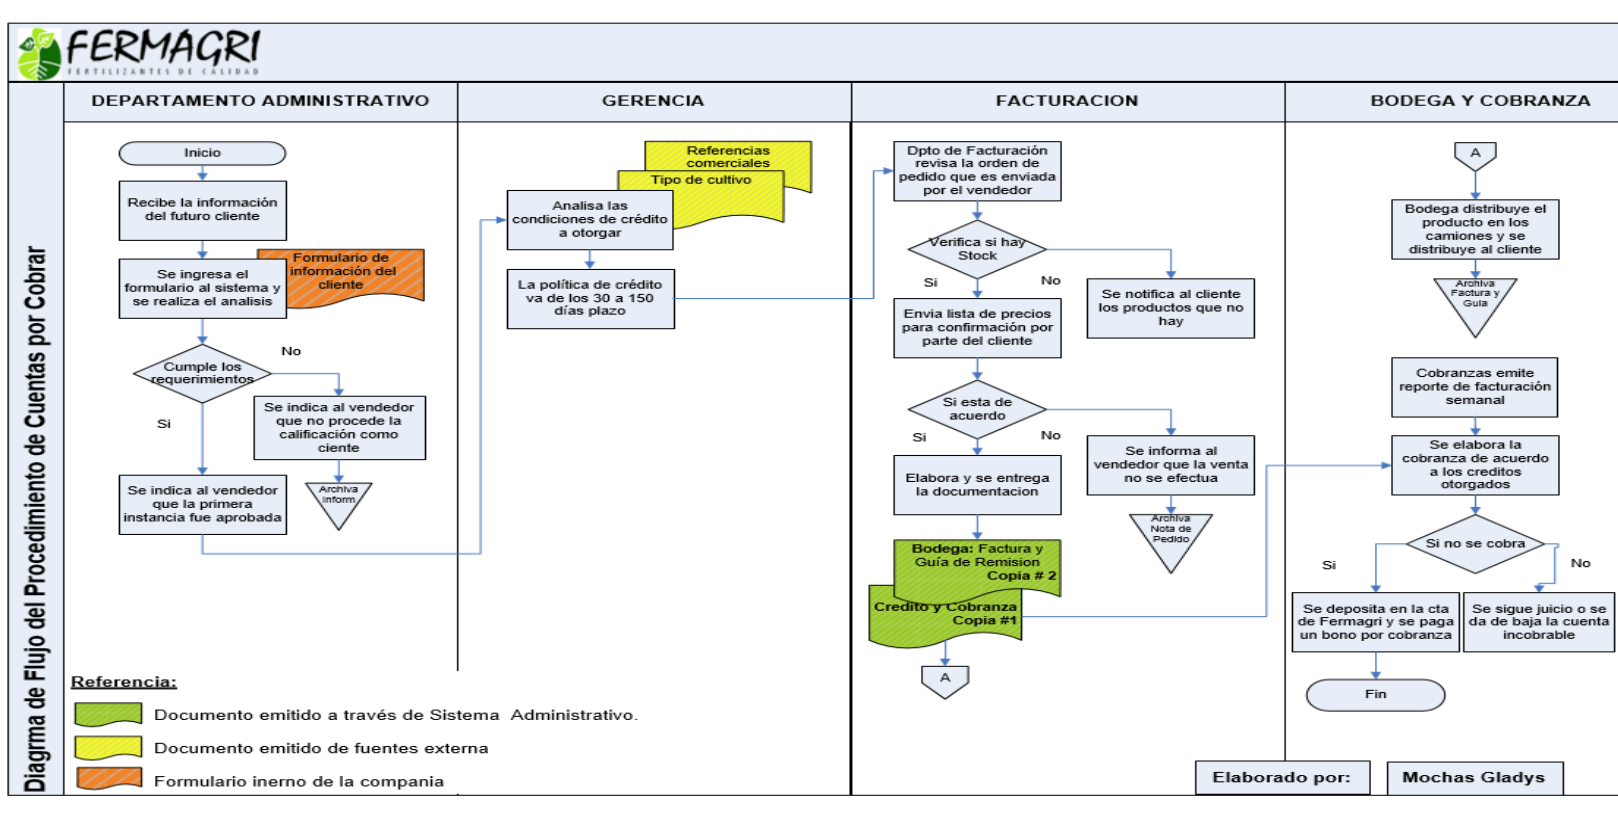 FERMAGRI
FERTILIZANTES DE CALIDAD
Diagrma de Flujo del Procedimiento de Cuentas por Cobrar
DEPARTAMENTO ADMINISTRATIVO
Inicio
Recibe la información
del futuro cliente
Formulario de
información del
cliente
Se ingresa el
formulario al sistema y
se realiza el analisis
Cumple los
requerimientos
No
Si
Se indica al vendedor
que no procede la
calificación como
ciente
Archiva
Inform.
Se indica al vendedor
que la primera
instancia fue aprobada
GERENCIA
Referencias
comerciales
Tipo de cultivo
Analisa las
condiciones de crédito
a otorgar
La política de crédito
va de los 30 a 150
días plazo
FACTURACION
Dpto de Facturación
revisa la orden de
pedido que es enviada
por el vendedor
Verifica si hay
Stock
Si
No
Se notifica al cliente
los productos que no
hay
Envia lista de precios
para confirmación por
parte del cliente
Si esta de
acuerdo
Si
No
Se informa al
vendedor que la venta
no se efectua
Archiva
Nota de
Pedido
Elabora y se entrega
la documentacion
Bodega: Factura y
Guía de Remision
Copia # 2
Credito y Cobranza
Copia #1
A
BODEGA Y COBRANZA
A
Bodega distribuye el
producto en los
camiones y se
distribuye al cliente
Archiva
Factura y
Guia
Cobranzas emite
reporte de facturación
semanal
Se elabora la
cobranza de acuerdo
a los creditos
otorgados
Si no se cobra
Si
No
Se deposita en la cta
de Fermagri y se paga
un bono por cobranza
Se sigue juicio o se
da de baja la cuenta
incobrable
Fin
Referencia:
Documento emitido a través de Sistema Administrativo.
Documento emitido de fuentes externa
Formulario inerno de la compania
Elaborado por:
Mochas Gladys